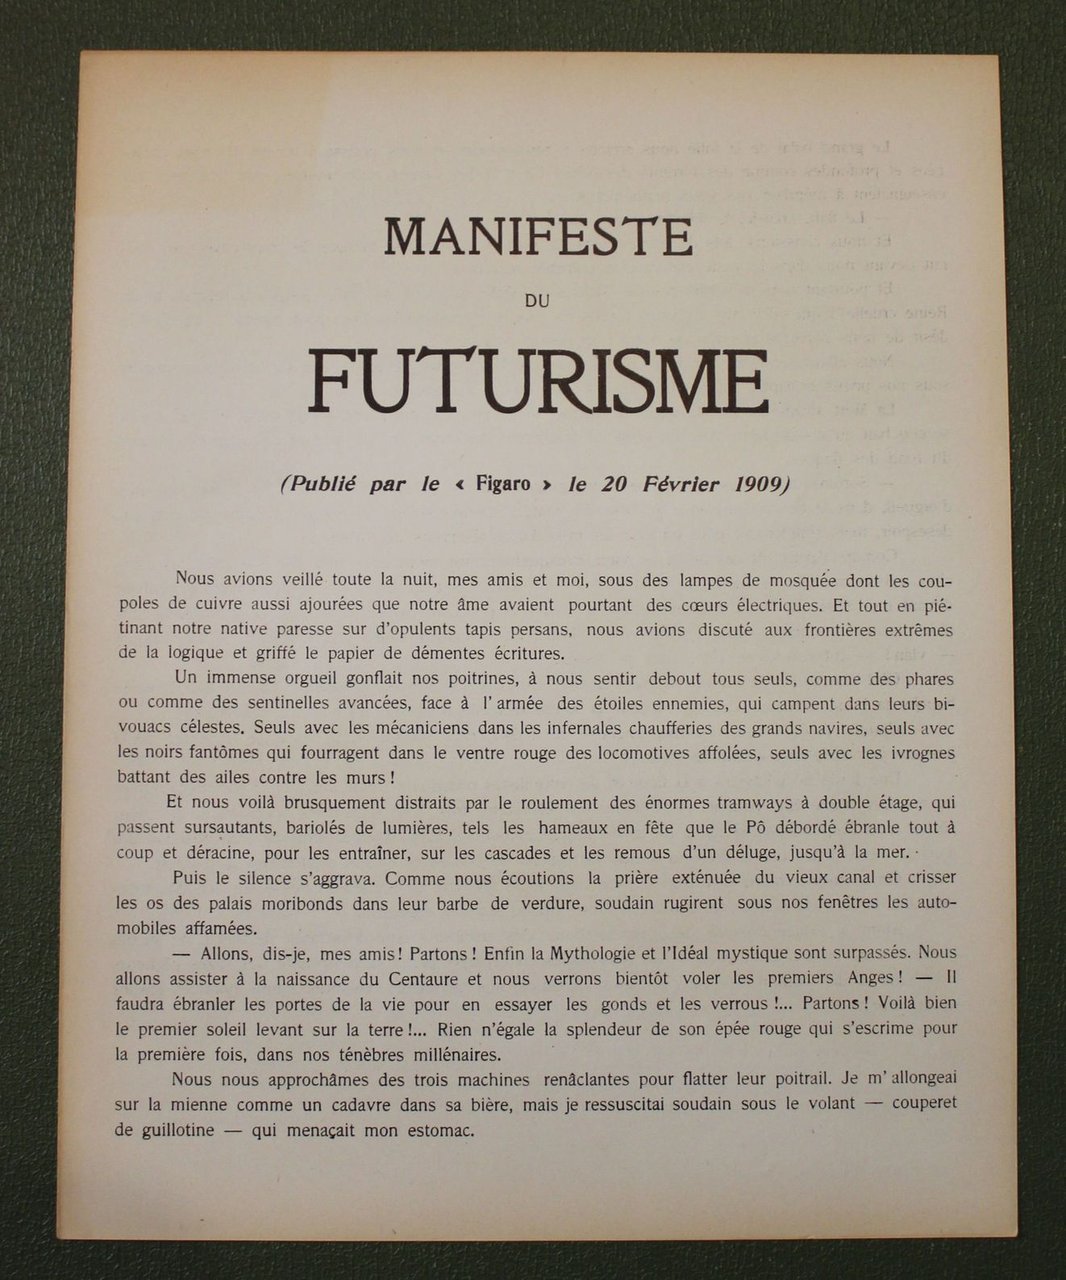 MANIFESTE
DU
FUTURISME
(Publié par le « Figaro » le 20 Février 1909)
Nous avions veillé toute la nuit, mes amis et moi, sous des lampes de mosquée dont les cou-
poles de cuivre aussi ajourées que notre âme avaient pourtant des cœurs électriques. Et tout en pié-
tinant notre native paresse sur d'opulents tapis persans, nous avions discuté aux frontières extrêmes
de la logique et griffé le papier de démentes écritures.
Un immense orgueil gonflait nos poitrines, à nous sentir debout tous seuls, comme des phares
ou comme des sentinelles avancées, face à l' armée des étoiles ennemies, qui campent dans leurs bi-
vouacs célestes. Seuls avec les mécaniciens dans les infernales chaufferies des grands navires, seuls avec
les noirs fantômes qui fourragent dans le ventre rouge des locomotives affolées, seuls avec les ivrognes
battant des ailes contre les murs !
Et nous voilà brusquement distraits par le roulement des énormes tramways à double étage, qui
passent sursautants, bariolés de lumières, tels les hameaux en fête que le Pô débordé ébranle tout à
coup et déracine, pour les entraîner, sur les cascades et les remous d'un déluge, jusqu'à la mer.
Puis le silence s'aggrava. Comme nous écoutions la prière exténuée du vieux canal et crisser
les os des palais moribonds dans leur barbe de verdure, soudain rugirent sous nos fenêtres les auto-
mobiles affamées.
— Allons, dis-je, mes amis ! Partons ! Enfin la Mythologie et l'Idéal mystique sont surpassés. Nous
allons assister à la naissance du Centaure et nous verrons bientôt voler les premiers Anges ! — Il
faudra ébranler les portes de la vie pour en essayer les gonds et les verrous !... Partons ! Voilà bien
le premier soleil levant sur la terre !... Rien n'égale la splendeur de son épée rouge qui s'escrime pour
la première fois, dans nos ténèbres millénaires.
Nous nous approchâmes des trois machines renâclantes pour flatter leur poitrail. Je m' allongeai
sur la mienne comme un cadavre dans sa bière, mais je ressuscitai soudain sous le volant — couperet
de guillotine — qui menaçait mon estomac.